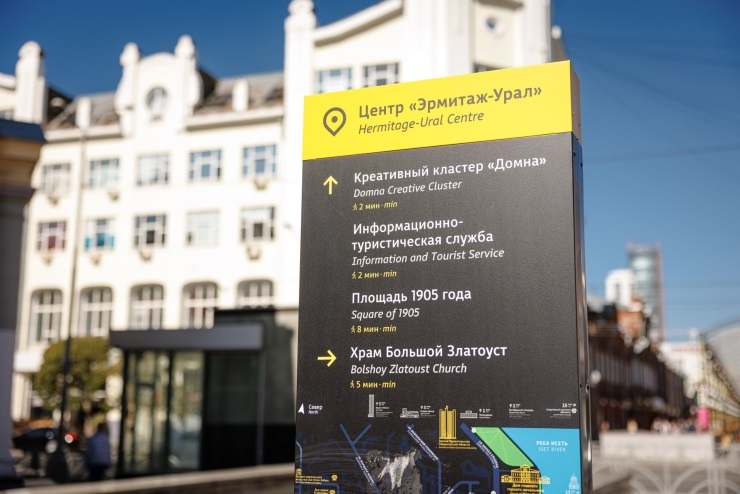 Центр «Эрмитаж-Урал»
Hermitage-Ural Centre
Креативный кластер «Домна»
Domna Creative Cluster
2 мин · min
Информационно-
туристическая служба
Information and Tourist Service
2 мин · min
Площадь 1905 года
Square of 1905
8 мин · min
Храм Большой Златоуст
Bolshoy Zlatoust Church
5 мин · min
Север
North
15
РЕКА ИСЕТЬ
ISET RIVER